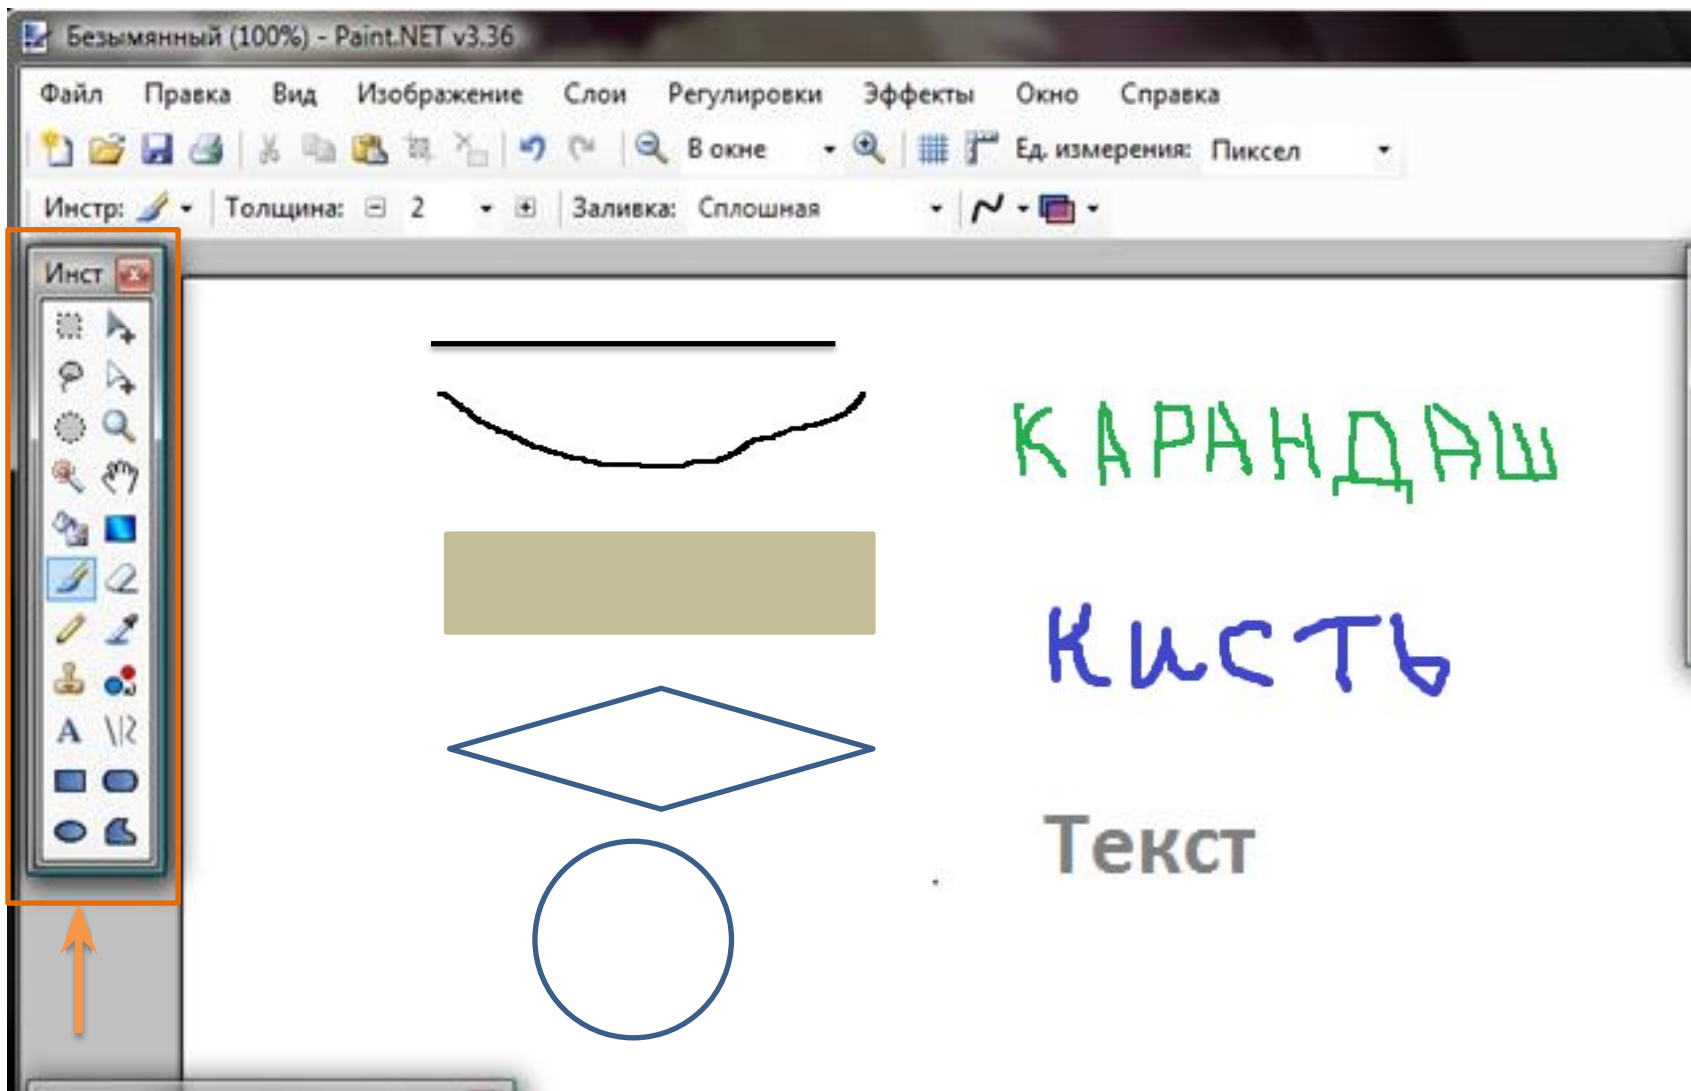 Безымянный (100%) - Paint.NET v3.36
Файл Правка Вид Изображение Слои Регулировки Эффекты Окно Справка
В окне Ед. измерения: Пиксел
Инстр: Толщина: 2 Заливка: Сплошная
Инст
КАРАНДАШ
кисть
Текст